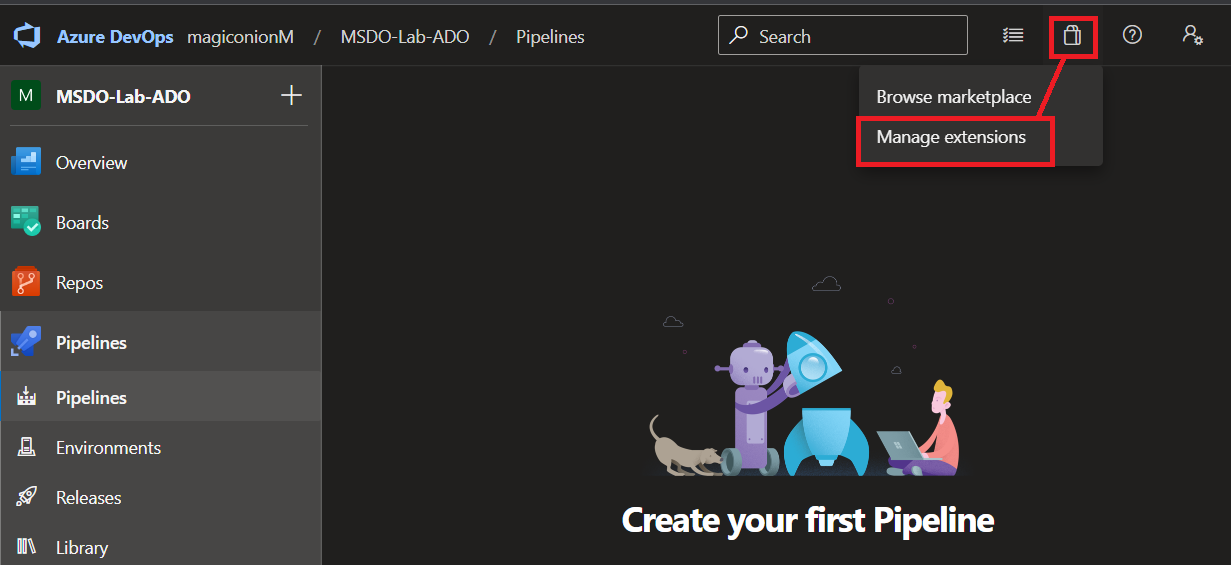 Azure DevOps magiconionM / MSDO-Lab-ADO / Pipelines Search
M MSDO-Lab-ADO +
Browse marketplace
Manage extensions
Overview
Boards
Repos
Pipelines
Pipelines
Environments
Releases
Library
Create your first Pipeline